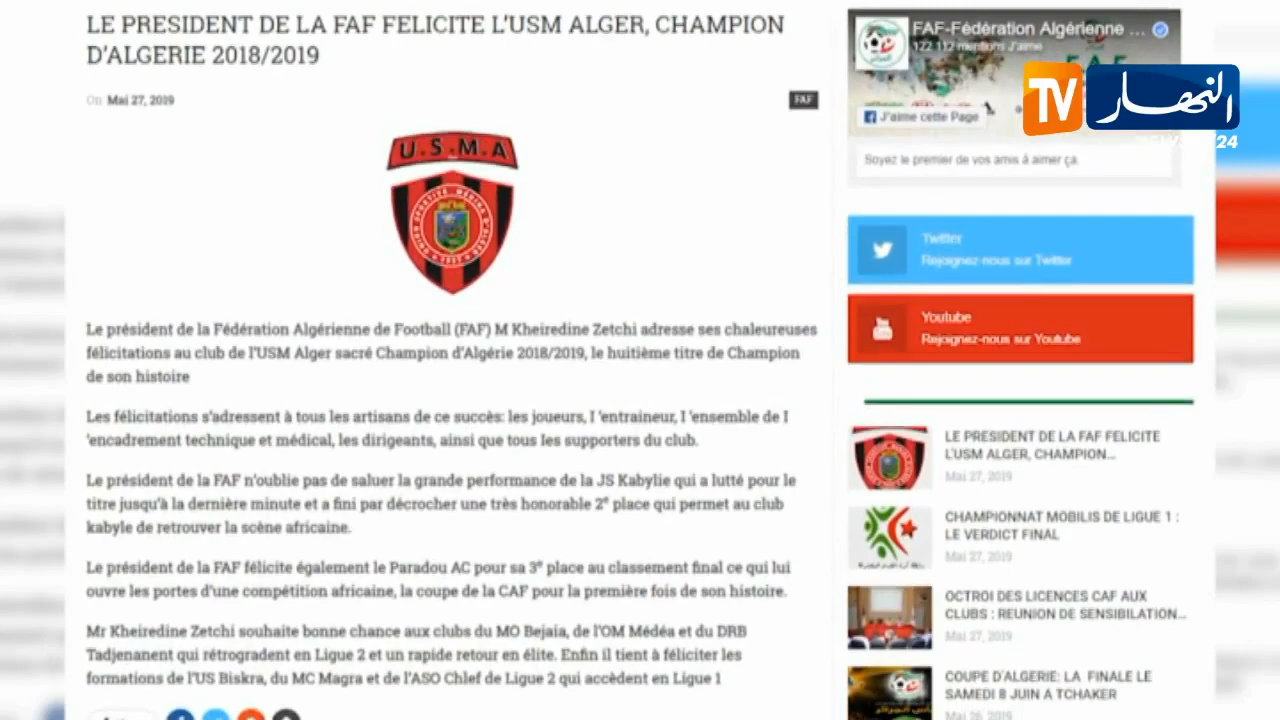 LE PRESIDENT DE LA FAF FELICITE L'USM ALGER, CHAMPION
D'ALGERIE 2018/2019
On Mai 27, 2019
FAF
U.S.M.A
UNION SPORTIVE MEDINA D'ALGER
1937
Le président de la Fédération Algérienne de Football (FAF) M Kheiredine Zetchi adresse ses chaleureuses
félicitations au club de l'USM Alger sacré Champion d'Algérie 2018/2019, le huitième titre de Champion
de son histoire
Les félicitations s'adressent à tous les artisans de ce succès: les joueurs, l 'entraineur, l 'ensemble de l
'encadrement technique et médical, les dirigeants, ainsi que tous les supporters du club.
Le président de la FAF n'oublie pas de saluer la grande performance de la JS Kabylie qui a lutté pour le
titre jusqu'à la dernière minute et a fini par décrocher une très honorable 2e place qui permet au club
kabyle de retrouver la scène africaine.
Le président de la FAF félicite également le Paradou AC pour sa 3e place au classement final ce qui lui
ouvre les portes d'une compétition africaine, la coupe de la CAF pour la première fois de son histoire.
Mr Kheiredine Zetchi souhaite bonne chance aux clubs du MO Bejaia, de l'OM Médéa et du DRB
Tadjenanent qui rétrogradent en Ligue 2 et un rapide retour en élite. Enfin il tient à féliciter les
formations de l'US Biskra, du MC Magra et de l'ASO Chlef de Ligue 2 qui accèdent en Ligue 1
FAF-Fédération Algérienne ...
122 112 mentions J'aime
FAF
TV النهار
24
J'aime cette Page
Soyez le premier de vos amis à aimer ça.
Twitter
Rejoignez-nous sur Twitter
Youtube
Rejoignez-nous sur Youtube
LE PRESIDENT DE LA FAF FELICITE
L'USM ALGER, CHAMPION...
Mai 27, 2019
CHAMPIONNAT MOBILIS DE LIGUE 1 :
LE VERDICT FINAL
Mai 27, 2019
OCTROI DES LICENCES CAF AUX
CLUBS : REUNION DE SENSIBILATION...
Mai 27, 2019
COUPE D'ALGERIE: LA FINALE LE
SAMEDI 8 JUIN A TCHAKER
Mai 26, 2019